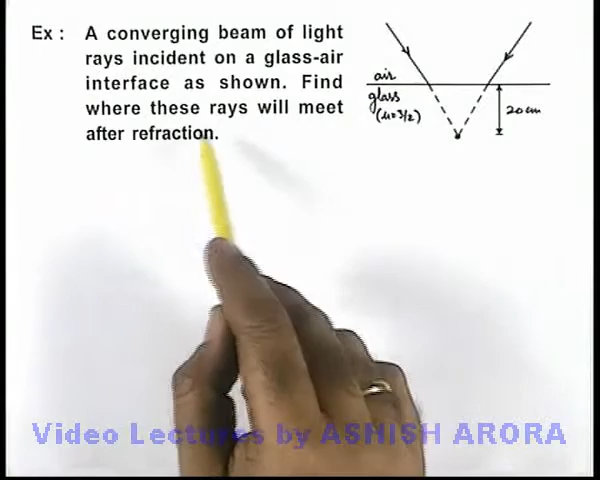 Ex : A converging beam of light
rays incident on a glass-air
interface as shown. Find
where these rays will meet
after refraction.
air
glass
(μ=3/2)
20cm
Video Lectures by ASHISH ARORA